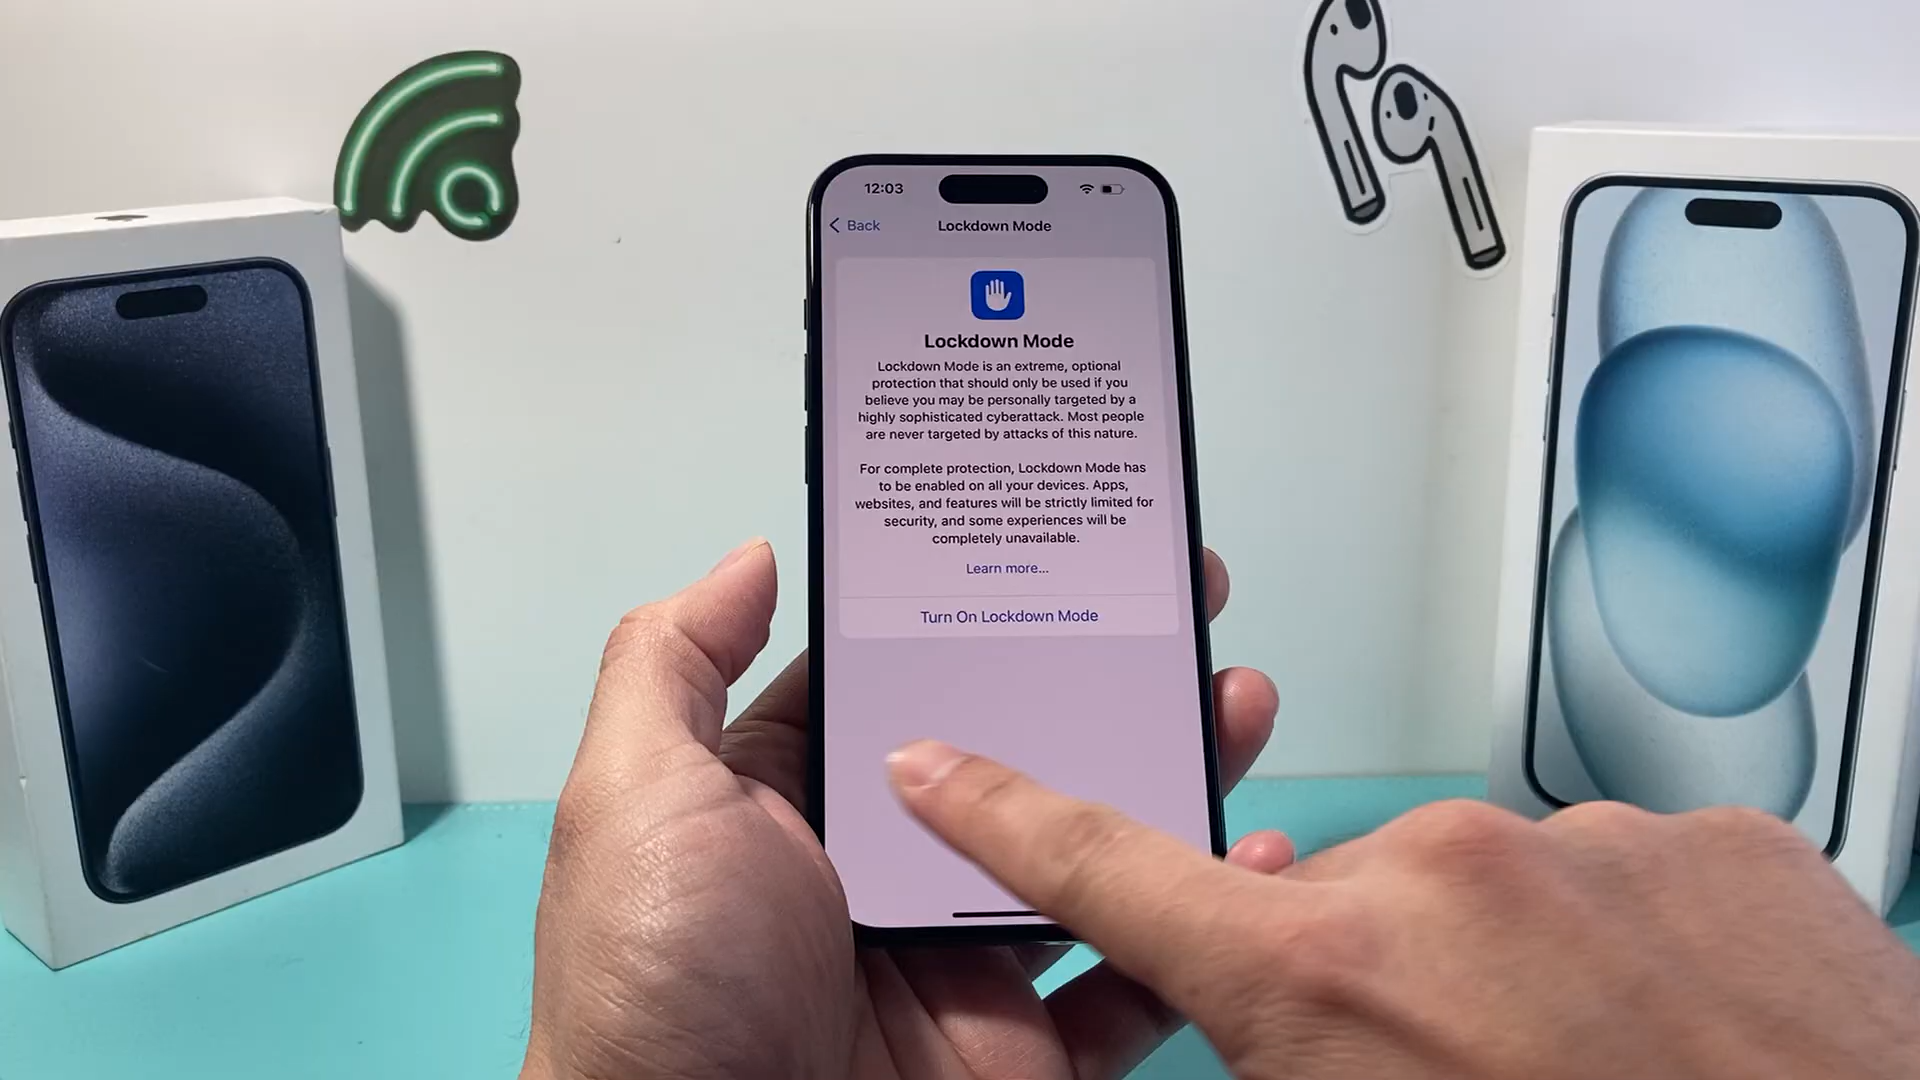 12:03
Back
Lockdown Mode
Lockdown Mode
Lockdown Mode is an extreme, optional
protection that should only be used if you
believe you may be personally targeted by a
highly sophisticated cyberattack. Most people
are never targeted by attacks of this nature.
For complete protection, Lockdown Mode has
to be enabled on all your devices. Apps,
websites, and features will be strictly limited for
security, and some experiences will be
completely unavailable.
Learn more...
Turn On Lockdown Mode